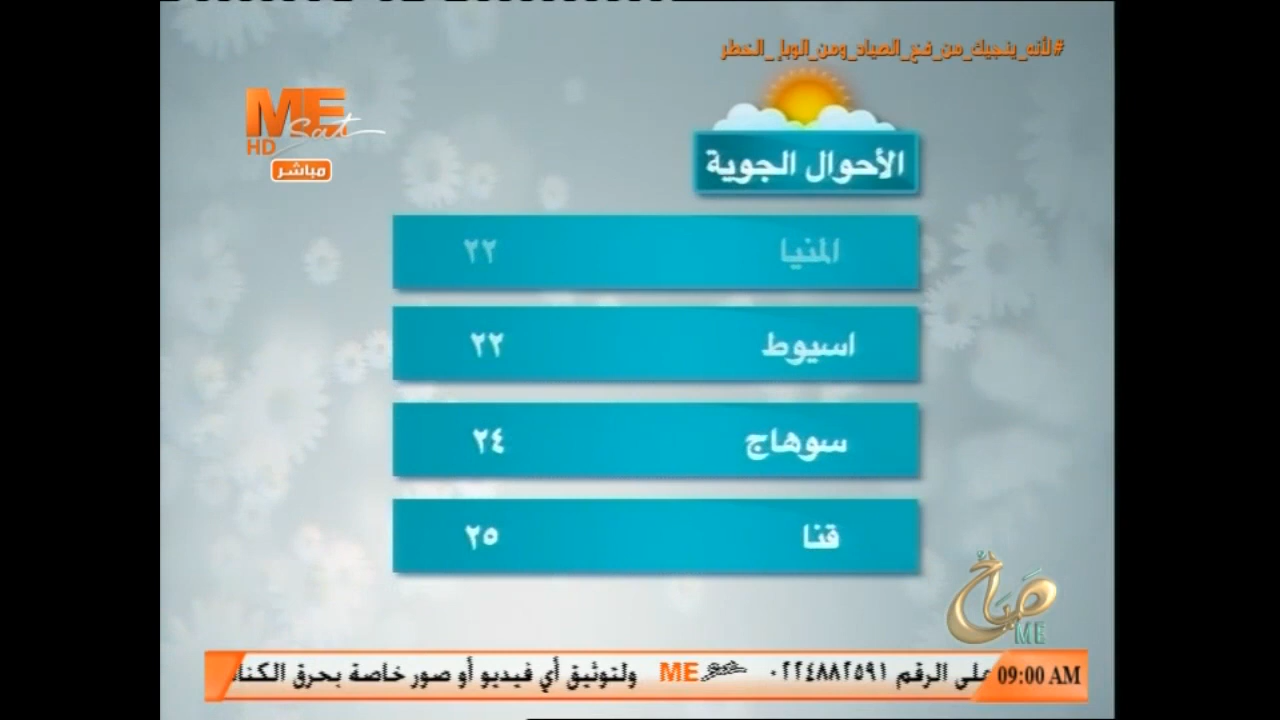 #لأنه_ينجيك_من_فخ_الصياد_ومن_الوبإ_الخطر
ME Sat
HD
مباشر
الأحوال الجوية
المنيا ٢٢
اسيوط ٢٢
سوهاج ٢٤
قنا ٢٥
صباح
ME
09:00 AM على الرقم ٠٢٢٤٨٨٢٥٩١ ME Sat ولتوثيق أي فيديو أو صور خاصة بحرق الكنا